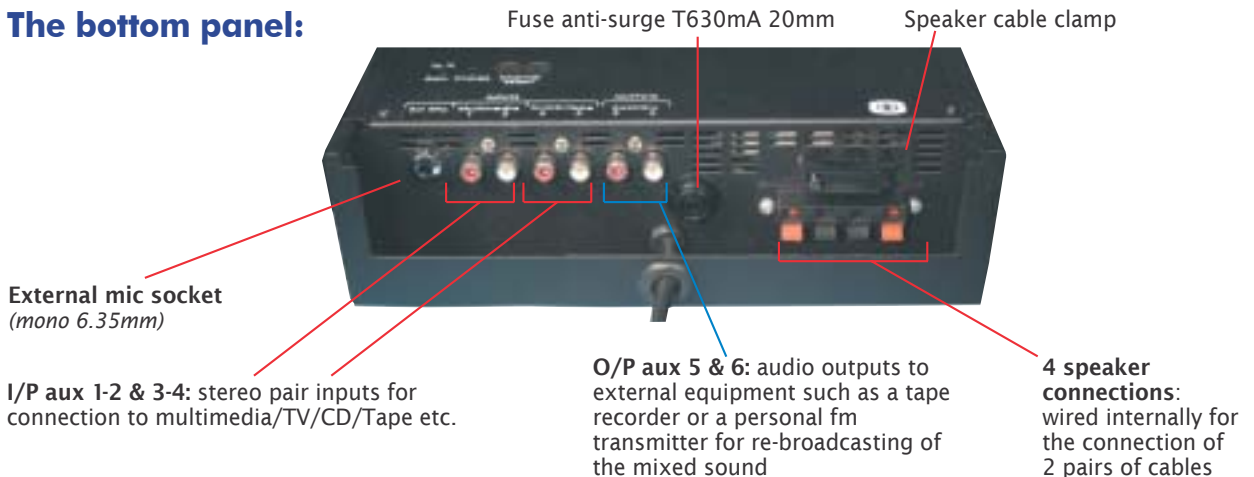 The bottom panel:
Fuse anti-surge T630mA 20mm
Speaker cable clamp
External mic socket
(mono 6.35mm)
I/P aux 1-2 & 3-4: stereo pair inputs for
connection to multimedia/TV/CD/Tape etc.
O/P aux 5 & 6: audio outputs to
external equipment such as a tape
recorder or a personal fm
transmitter for re-broadcasting of
the mixed sound
4 speaker
connections:
wired internally for
the connection of
2 pairs of cables